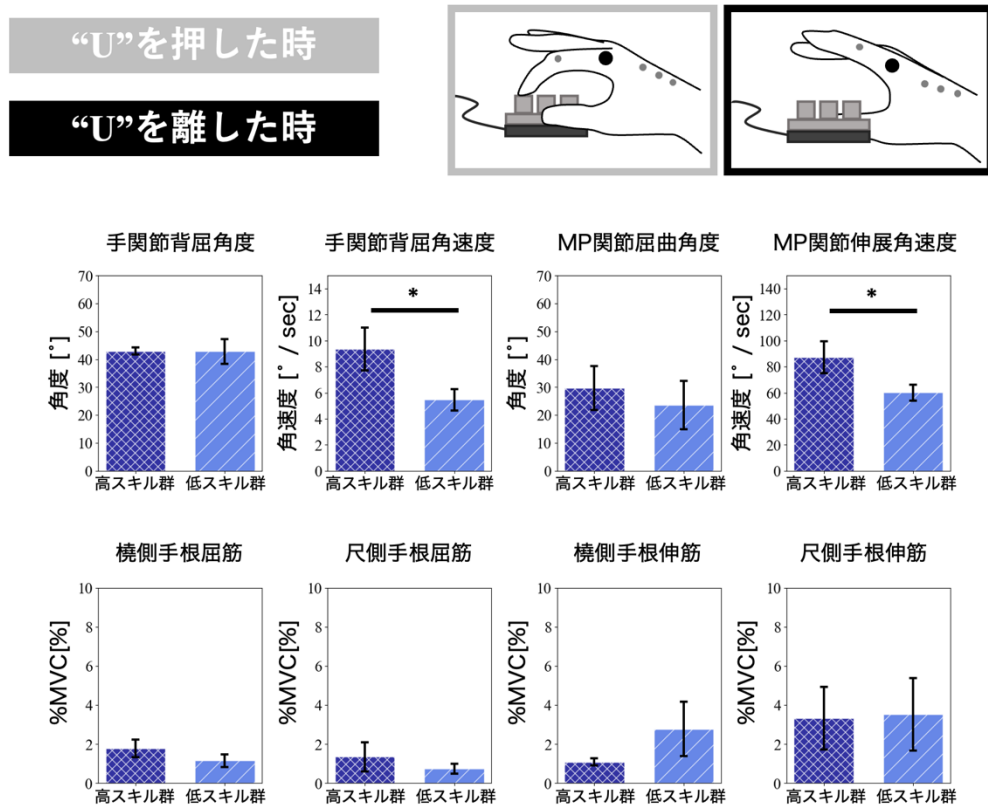 “U”を押した時
“U”を離した時
手関節背屈角度
手関節背屈角速度
MP関節屈曲角度
MP関節伸展角速度
角度 [˚]
70
60
50
40
30
20
10
0
高スキル群 低スキル群
角速度 [˚ / sec]
14
12
10
8
6
4
2
0
*
高スキル群 低スキル群
角度 [˚]
70
60
50
40
30
20
10
0
高スキル群 低スキル群
角速度 [˚ / sec]
140
120
100
80
60
40
20
0
*
高スキル群 低スキル群
橈側手根屈筋
尺側手根屈筋
橈側手根伸筋
尺側手根伸筋
%MVC[%]
10
8
6
4
2
0
高スキル群 低スキル群
%MVC[%]
10
8
6
4
2
0
高スキル群 低スキル群
%MVC[%]
10
8
6
4
2
0
高スキル群 低スキル群
%MVC[%]
10
8
6
4
2
0
高スキル群 低スキル群